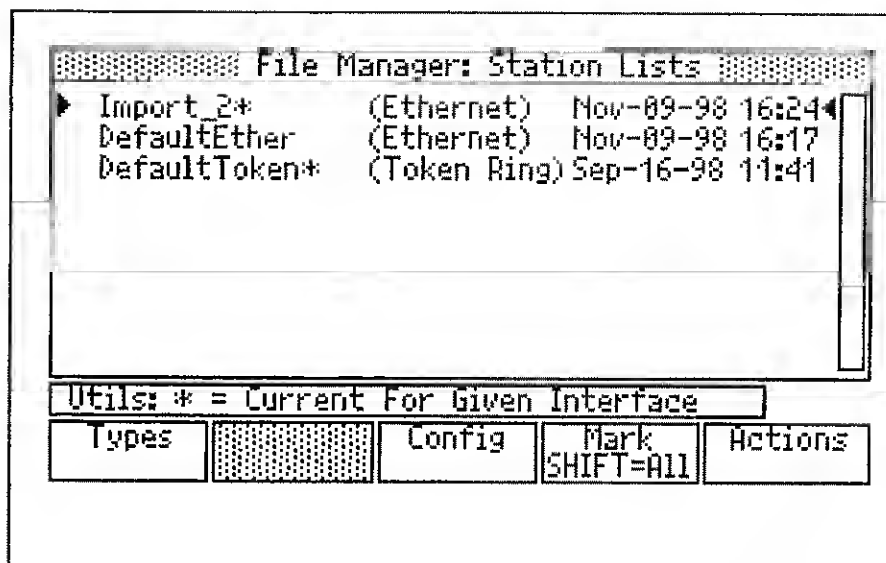 File Manager: Station Lists
Import_2* (Ethernet) Nov-09-98 16:24
DefaultEther (Ethernet) Nov-09-98 16:17
DefaultToken* (Token Ring) Sep-16-98 11:41
Utils: * = Current For Given Interface
Types Config Mark Actions
SHIFT=All